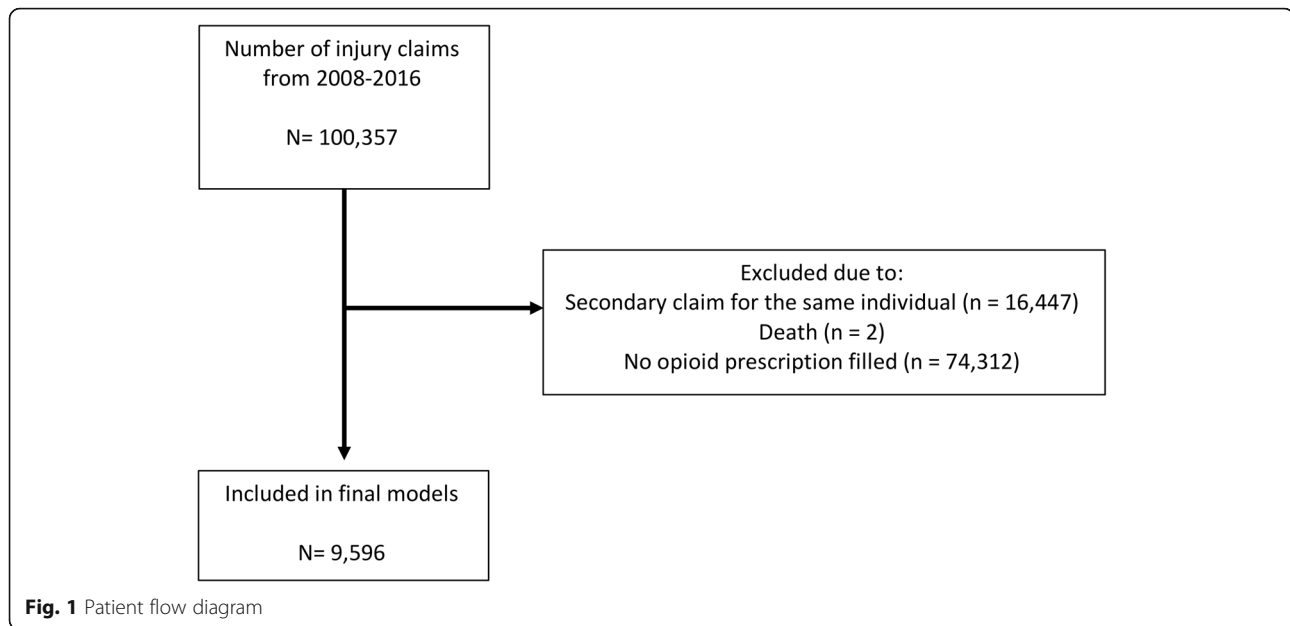 Number of injury claims
from 2008-2016
N= 100,357
Excluded due to:
Secondary claim for the same individual (n = 16,447)
Death (n = 2)
No opioid prescription filled (n = 74,312)
Included in final models
N= 9,596
Fig. 1 Patient flow diagram